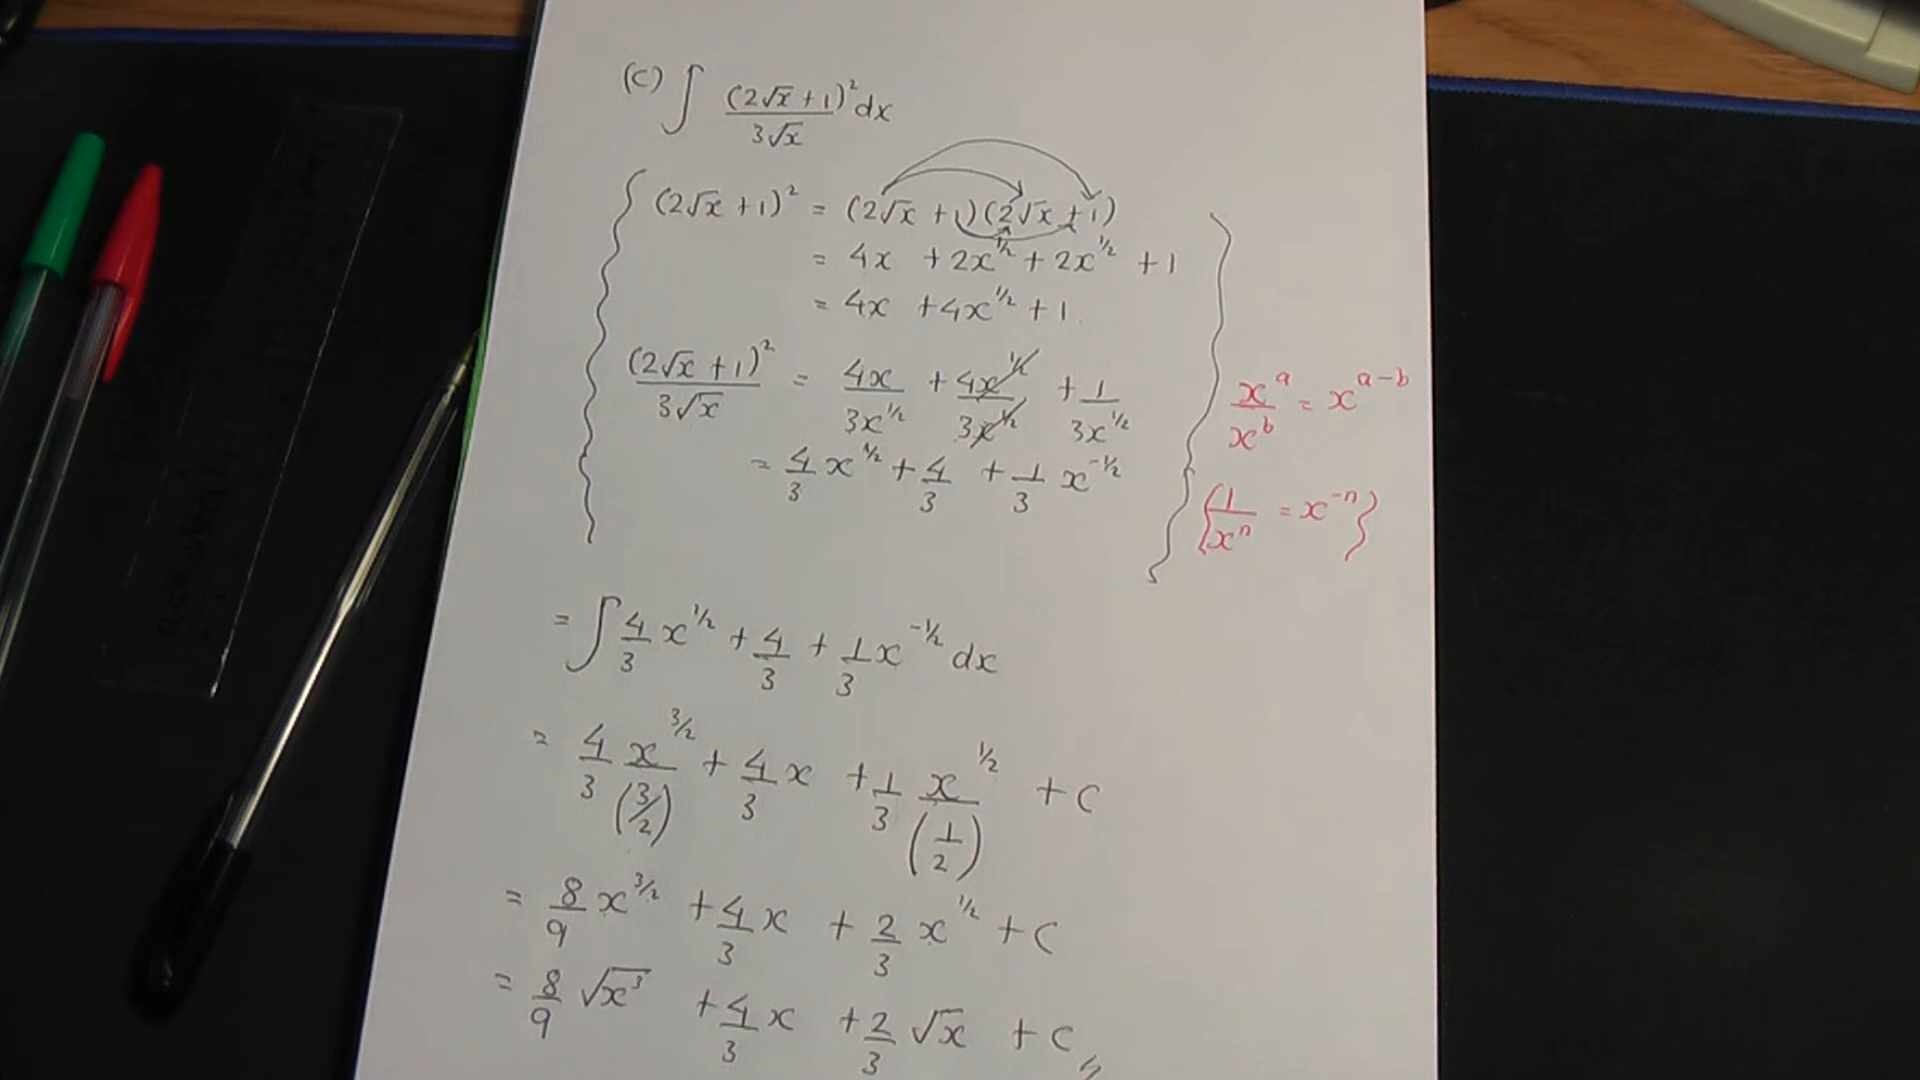 (c) ∫ (2√x + 1)² / 3√x dx
(2√x + 1)² = (2√x + 1)(2√x + 1)
= 4x + 2x^1/2 + 2x^1/2 + 1
= 4x + 4x^1/2 + 1.
(2√x + 1)² / 3√x = 4x / 3x^1/2 + 4x^1/2 / 3x^1/2 + 1 / 3x^1/2
= 4/3 x^1/2 + 4/3 + 1/3 x^-1/2
x^a / x^b = x^a-b
{1 / x^n = x^-n}
= ∫ 4/3 x^1/2 + 4/3 + 1/3 x^-1/2 dx
= 4/3 x^3/2 / (3/2) + 4/3 x + 1/3 x^1/2 / (1/2) + c
= 8/9 x^3/2 + 4/3 x + 2/3 x^1/2 + c
= 8/9 √x³ + 4/3 x + 2/3 √x + c